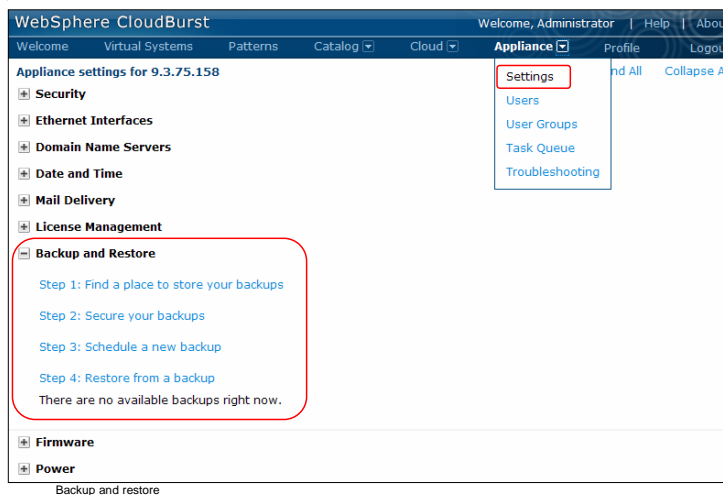 WebSphere CloudBurst
Welcome, Administrator | Help | Abou
Welcome Virtual Systems Patterns Catalog Cloud Appliance Profile Logou
Appliance settings for 9.3.75.158
nd All Collapse A
Settings
Users
User Groups
Task Queue
Troubleshooting
Security
Ethernet Interfaces
Domain Name Servers
Date and Time
Mail Delivery
License Management
Backup and Restore
Step 1: Find a place to store your backups
Step 2: Secure your backups
Step 3: Schedule a new backup
Step 4: Restore from a backup
There are no available backups right now.
Firmware
Power
Backup and restore